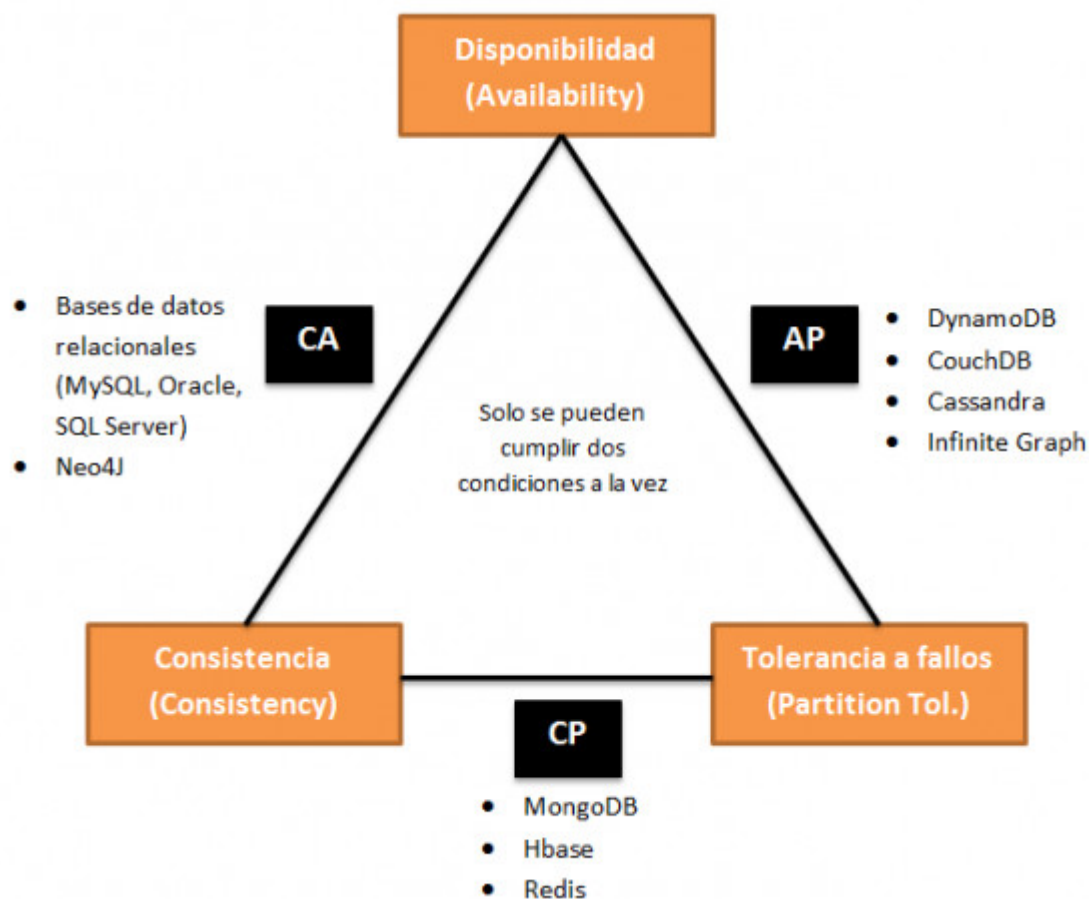 Disponibilidad
(Availability)
Bases de datos
relacionales
(MySQL, Oracle,
SQL Server)
Neo4J
CA
AP
DynamoDB
CouchDB
Cassandra
Infinite Graph
Solo se pueden
cumplir dos
condiciones a la vez
Consistencia
(Consistency)
Tolerancia a fallos
(Partition Tol.)
CP
MongoDB
Hbase
Redis